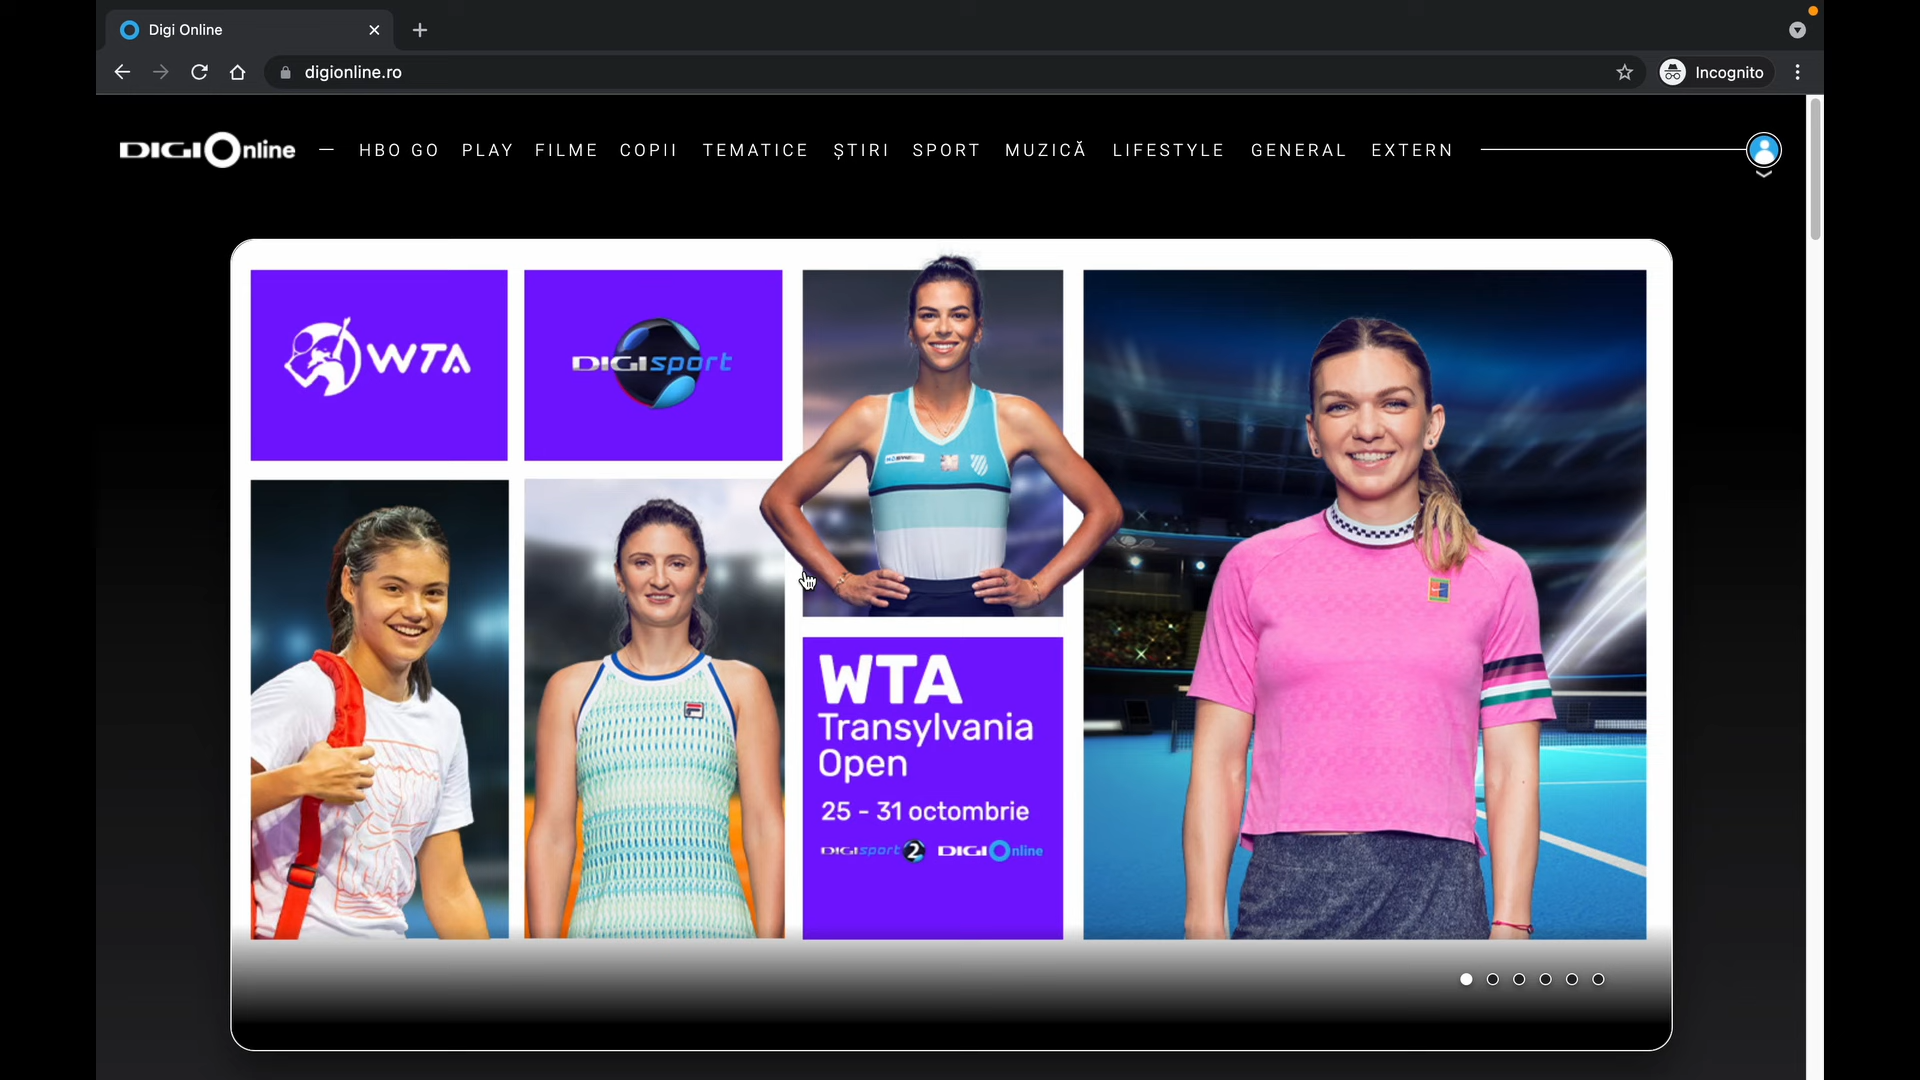 Digi Online
digionline.ro
Incognito
DIGI Online
HBO GO PLAY FILME COPII TEMATICE ȘTIRI SPORT MUZICĂ LIFESTYLE GENERAL EXTERN
WTA
DIGI sport
WTA
Transylvania
Open
25 - 31 octombrie
DIGI sport 2 DIGI Online